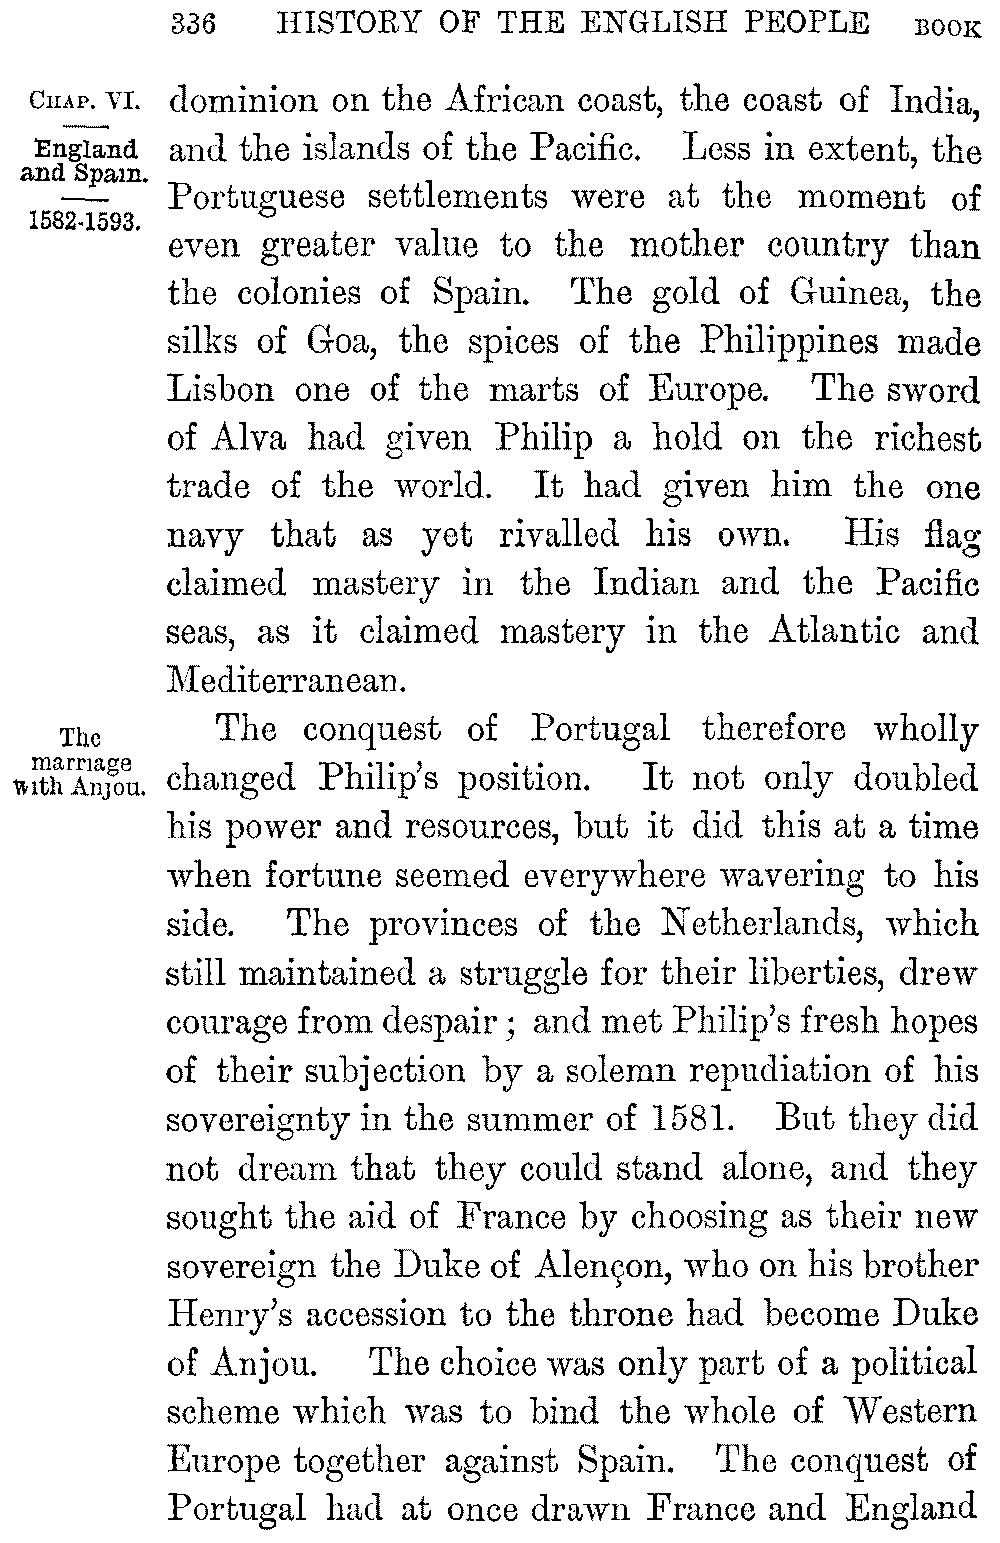 336 HISTORY OF THE ENGLISH PEOPLE BOOK
CHAP. VI.
England
and Spain.
1582-1593.
dominion on the African coast, the coast of India,
and the islands of the Pacific. Less in extent, the
Portuguese settlements were at the moment of
even greater value to the mother country than
the colonies of Spain. The gold of Guinea, the
silks of Goa, the spices of the Philippines made
Lisbon one of the marts of Europe. The sword
of Alva had given Philip a hold on the richest
trade of the world. It had given him the one
navy that as yet rivalled his own. His flag
claimed mastery in the Indian and the Pacific
seas, as it claimed mastery in the Atlantic and
Mediterranean.
The
marriage
with Anjou.
The conquest of Portugal therefore wholly
changed Philip's position. It not only doubled
his power and resources, but it did this at a time
when fortune seemed everywhere wavering to his
side. The provinces of the Netherlands, which
still maintained a struggle for their liberties, drew
courage from despair; and met Philip's fresh hopes
of their subjection by a solemn repudiation of his
sovereignty in the summer of 1581. But they did
not dream that they could stand alone, and they
sought the aid of France by choosing as their new
sovereign the Duke of Alençon, who on his brother
Henry's accession to the throne had become Duke
of Anjou. The choice was only part of a political
scheme which was to bind the whole of Western
Europe together against Spain. The conquest of
Portugal had at once drawn France and England